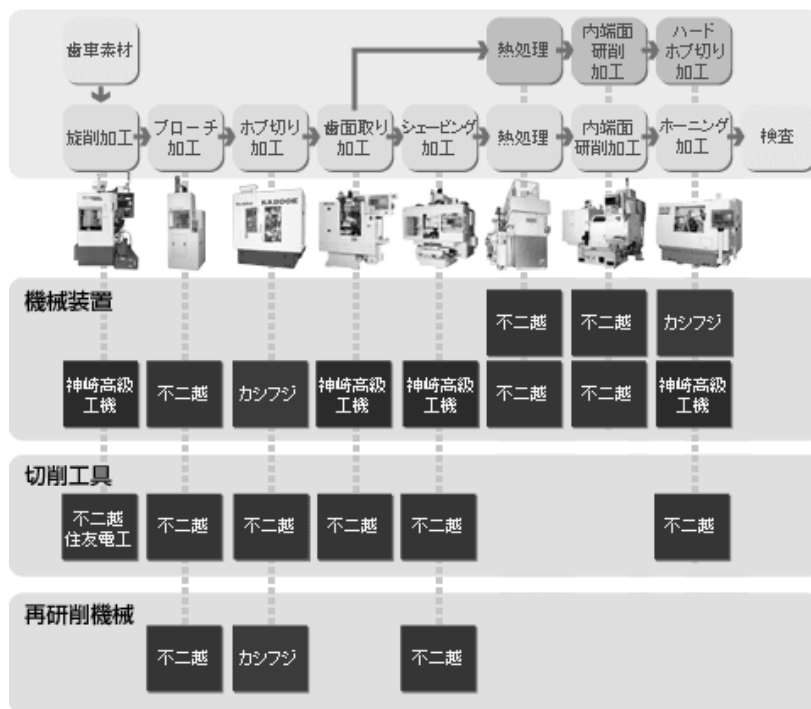 歯車素材
熱処理
内端面
研削
加工
ハード
ホブ切り
加工
旋削加工
ブローチ
加工
ホブ切り
加工
歯面取り
加工
シェービング
加工
熱処理
内端面
研削加工
ホーニング
加工
検査
KA200E
機械装置
不二越
不二越
カシフジ
神崎高級
工機
不二越
カシフジ
神崎高級
工機
神崎高級
工機
不二越
不二越
神崎高級
工機
切削工具
不二越
住友電工
不二越
不二越
不二越
不二越
不二越
再研削機械
不二越
カシフジ
不二越